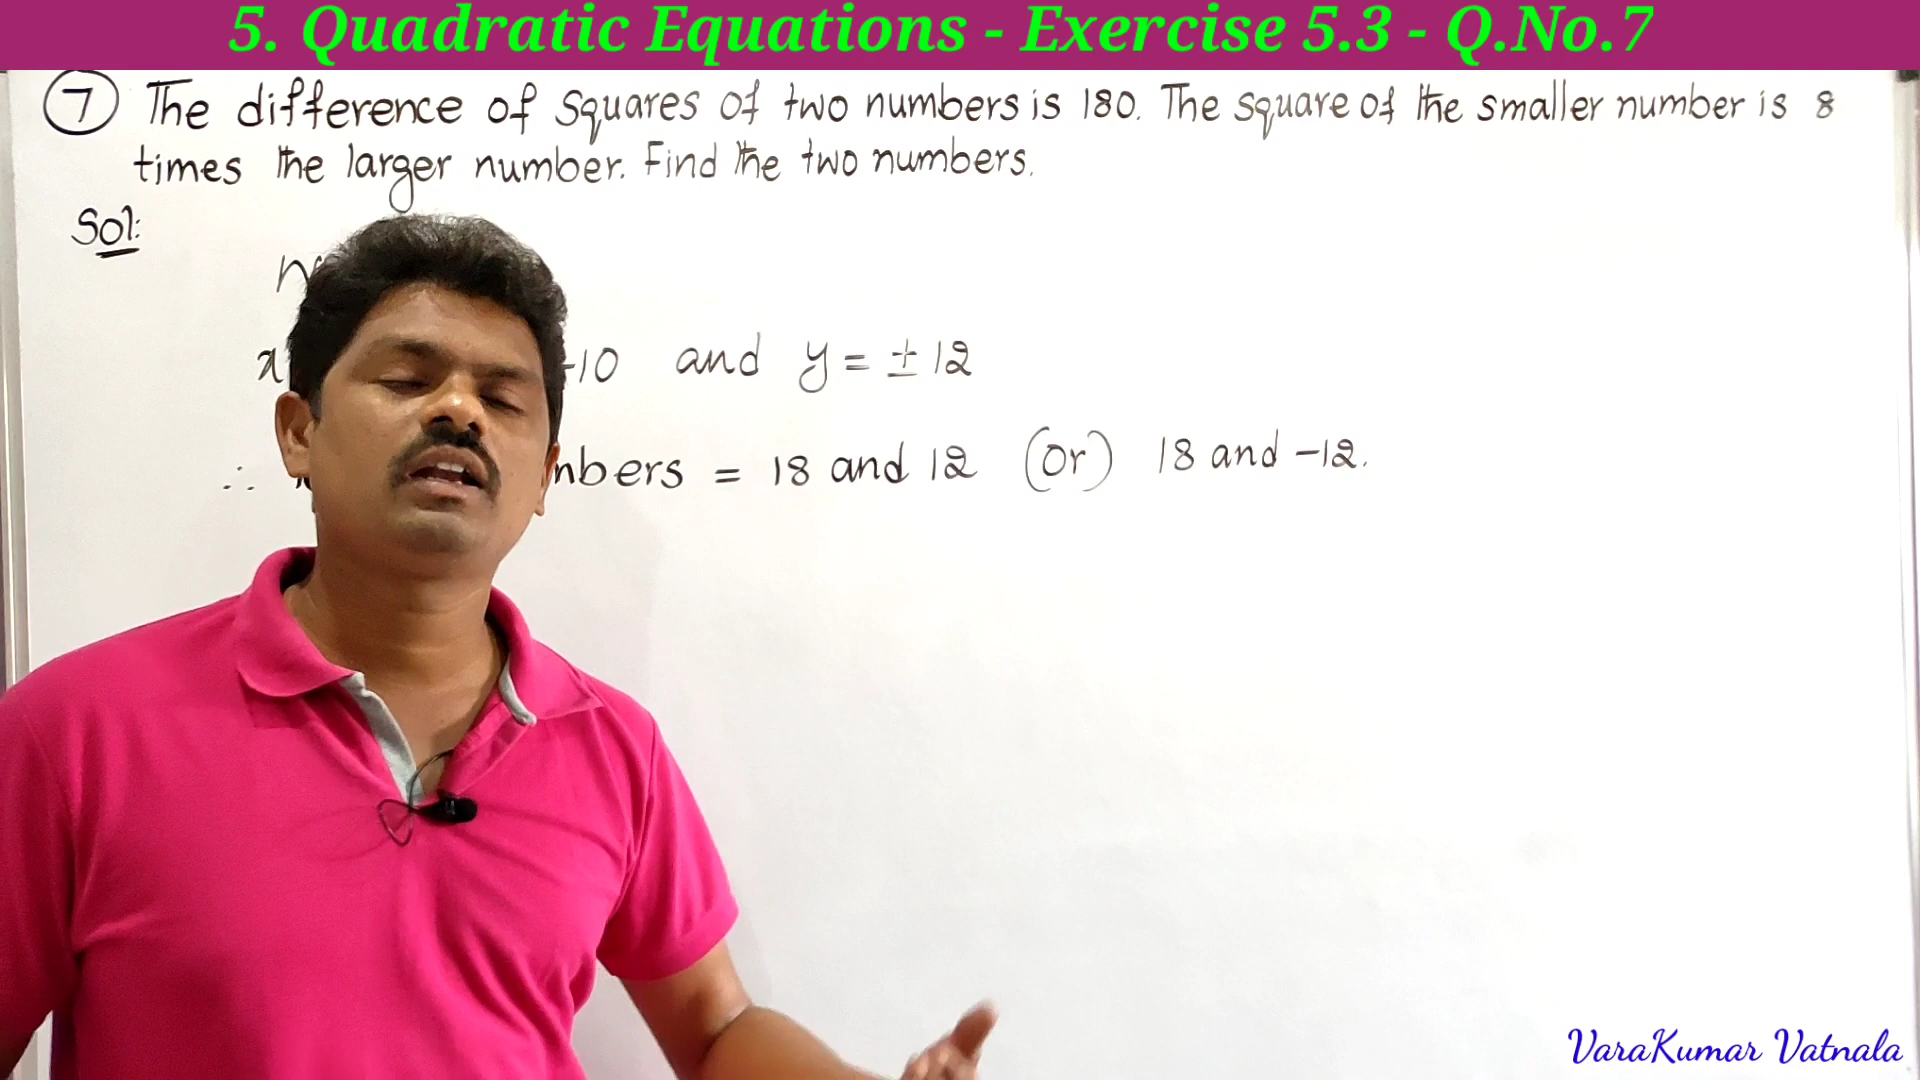 5. Quadratic Equations - Exercise 5.3 - Q.No.7
7 The difference of squares of two numbers is 180. The square of the smaller number is 8
times the larger number. Find the two numbers.
Sol:
x -10 and y = ± 12
∴ mbers = 18 and 12 (or) 18 and -12.
VaraKumar Vatnala